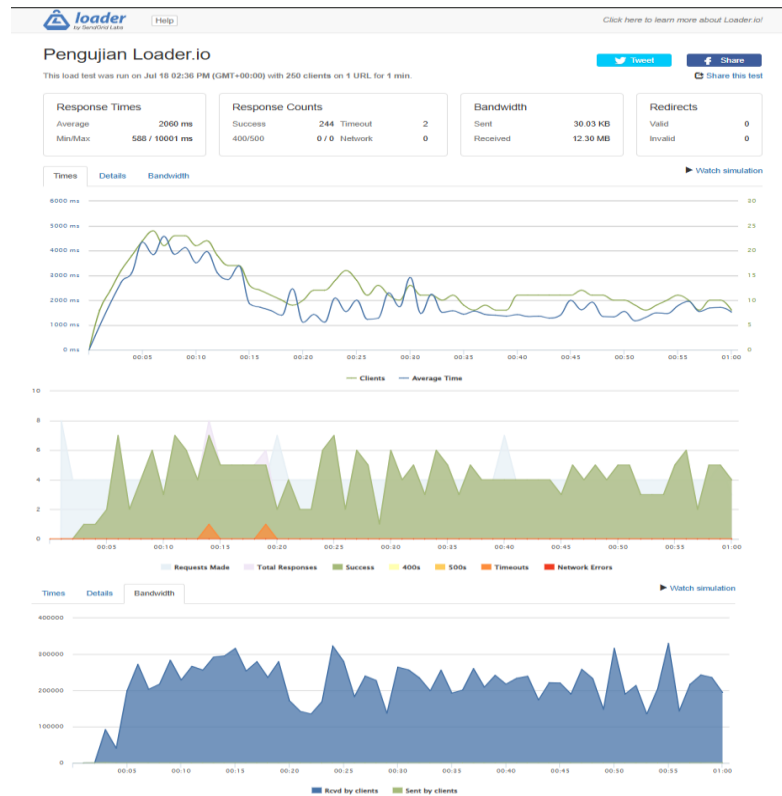 loader
by SendGrid Labs
Help
Click here to learn more about Loader.io!
Pengujian Loader.io
Tweet
Share
This load test was run on Jul 18 02:36 PM (GMT+00:00) with 250 clients on 1 URL for 1 min.
Share this test
Response Times
Average 2060 ms
Min/Max 588 / 10001 ms
Response Counts
Success 244 Timeout 2
400/500 0 / 0 Network 0
Bandwidth
Sent 30.03 KB
Received 12.30 MB
Redirects
Valid 0
Invalid 0
Times Details Bandwidth
Watch simulation
6000 ms 30
5000 ms 25
4000 ms 20
3000 ms 15
2000 ms 10
1000 ms 5
0 ms 0
00:05 00:10 00:15 00:20 00:25 00:30 00:35 00:40 00:45 00:50 00:55 01:00
Clients Average Time
10
8
6
4
2
0
00:05 00:10 00:15 00:20 00:25 00:30 00:35 00:40 00:45 00:50 00:55 01:00
Requests Made Total Responses Success 400s 500s Timeouts Network Errors
Times Details Bandwidth
Watch simulation
400000
300000
200000
100000
0
00:05 00:10 00:15 00:20 00:25 00:30 00:35 00:40 00:45 00:50 00:55 01:00
Rcvd by clients Sent by clients